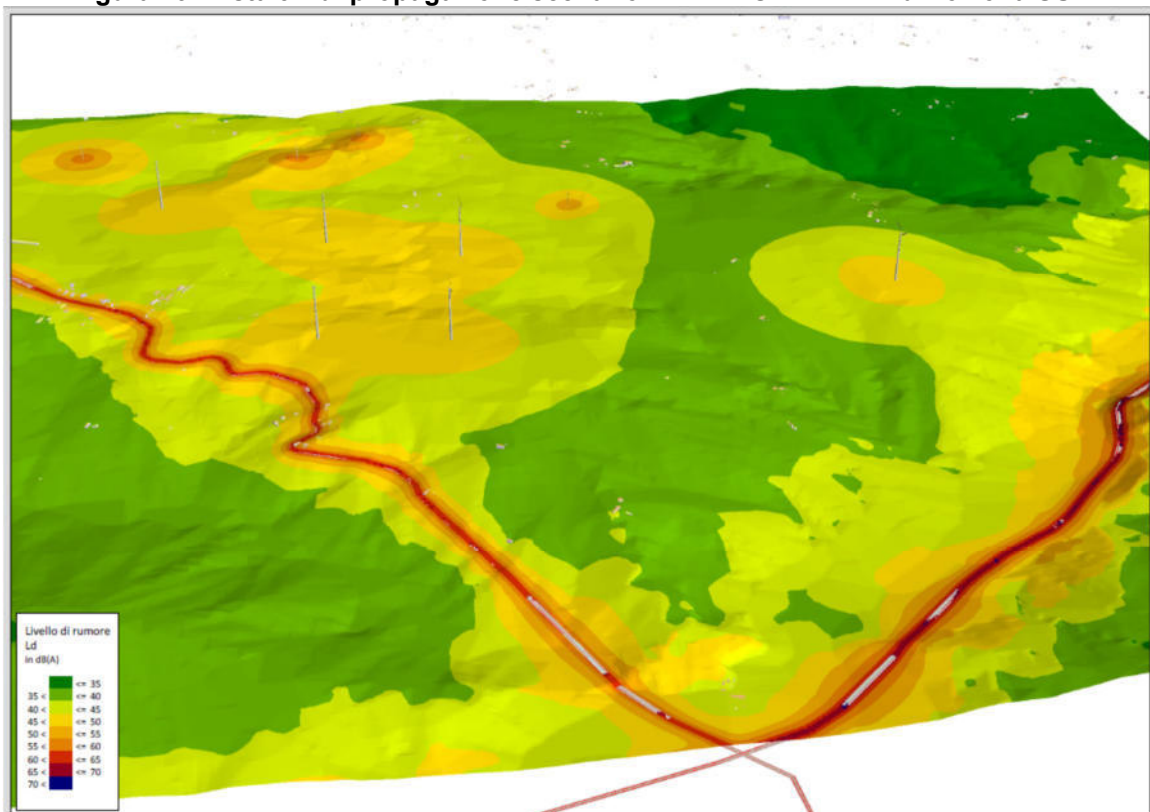 Livello di rumore
Ld
in dB(A)
<= 35
35 < <= 40
40 < <= 45
45 < <= 50
50 < <= 55
55 < <= 60
60 < <= 65
65 < <= 70
70 <